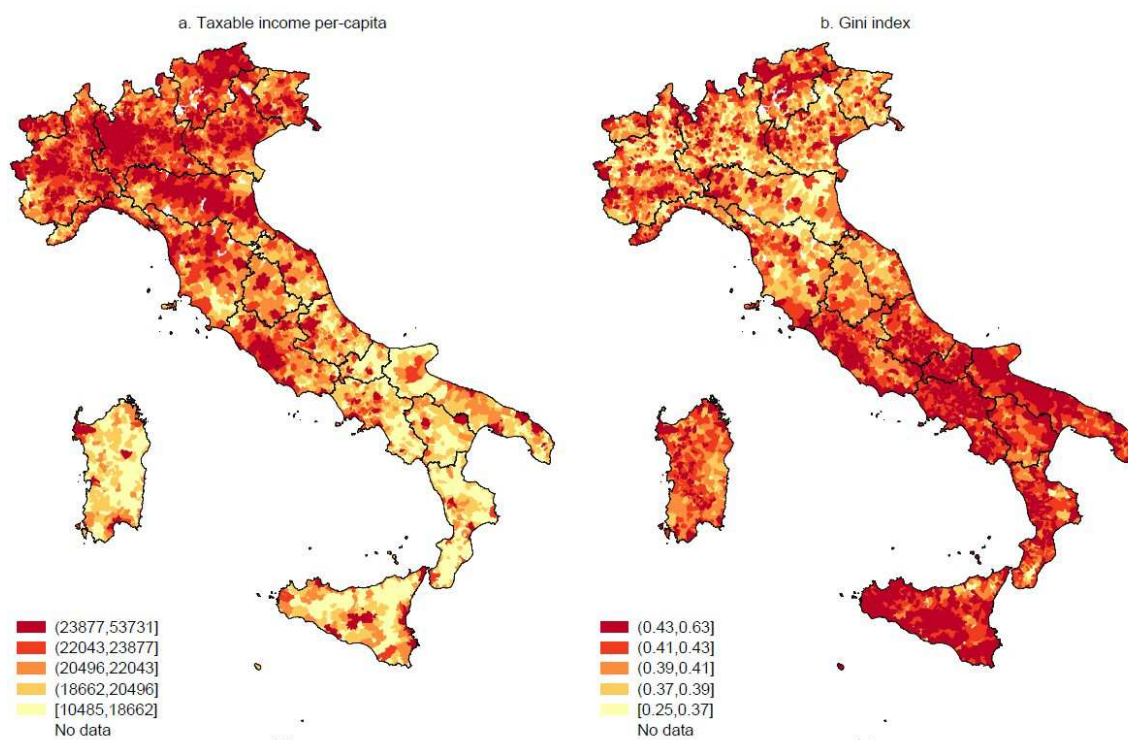 a. Taxable income per-capita
b. Gini index
(23877,53731]
(22043,23877]
(20496,22043]
(18662,20496]
[10485,18662]
No data
(0.43,0.63]
(0.41,0.43]
(0.39,0.41]
(0.37,0.39]
[0.25,0.37]
No data